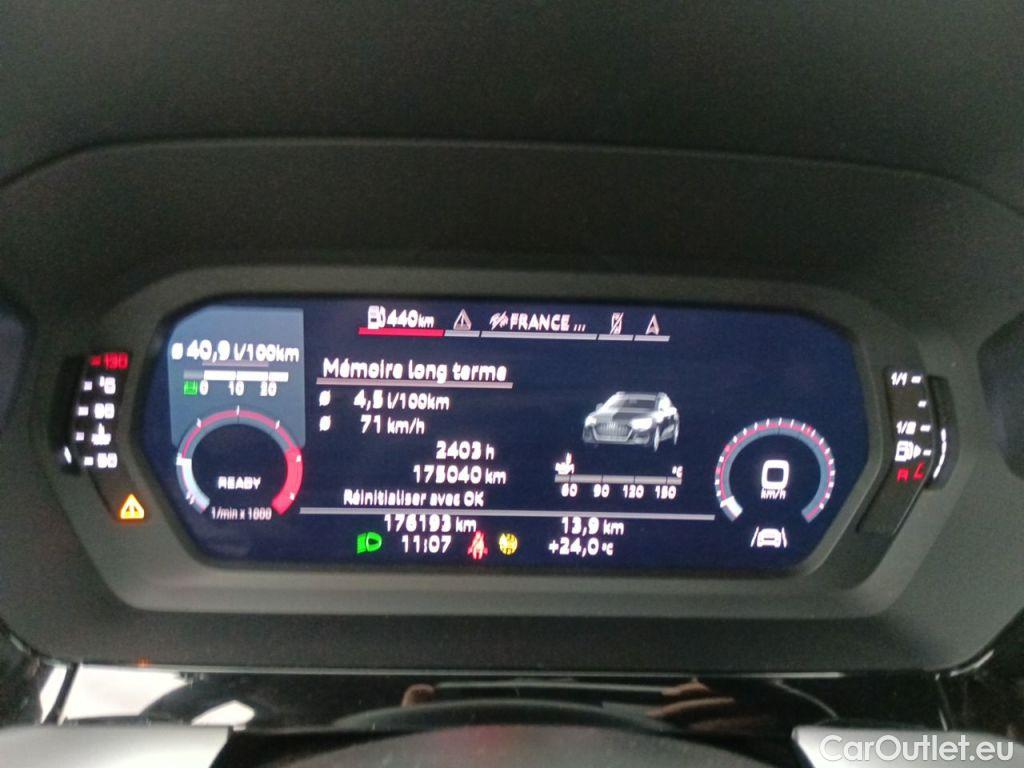 440km FRANCE ...
ø 40,9 l/100km
0 10 20
Mémoire long terme
ø 4,5 l/100km
ø 71 km/h
2403 h
175040 km
Réinitialiser avec OK
READY
1/min x 1000
60 90 120 150 °C
0
km/h
176193 km 13,9 km
11:07 +24,0 °C
130
90
50
1/1
1/2
CarOutlet.eu